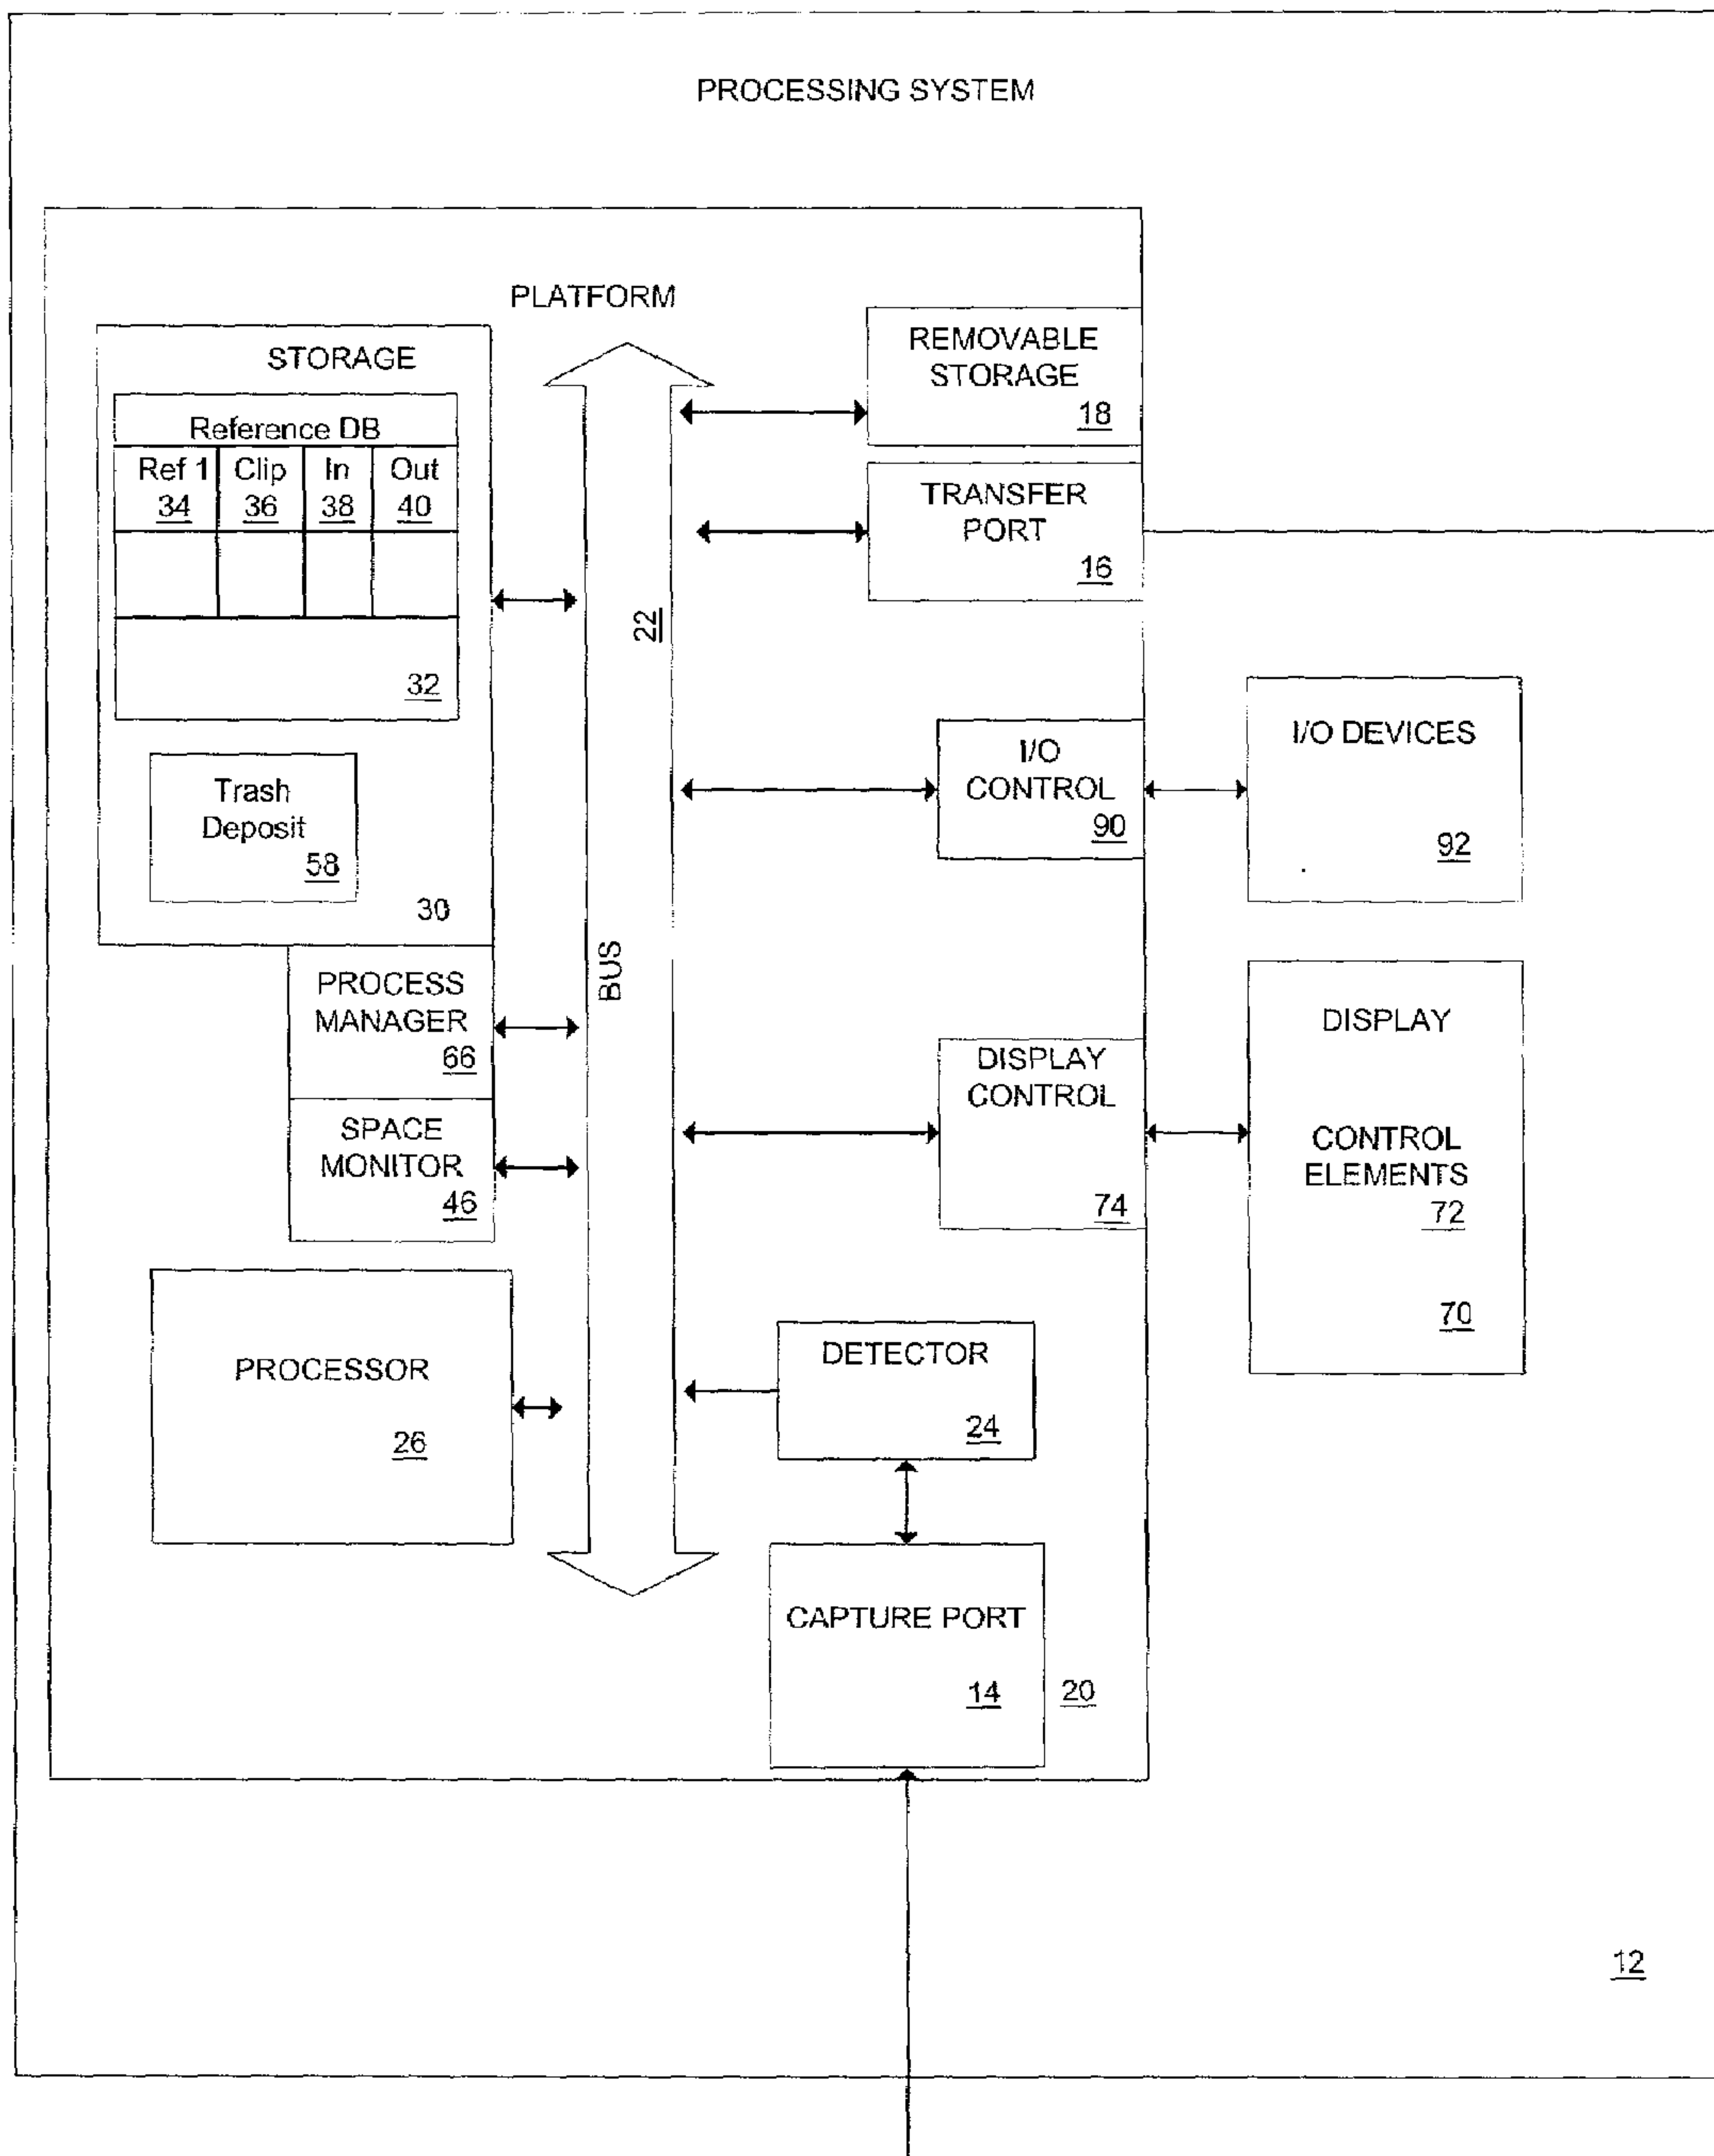 PROCESSING SYSTEM
PLATFORM
STORAGE
Reference DB
Ref 1 Clip In Out
34 36 38 40
32
Trash
Deposit
58
30
PROCESS
MANAGER
66
SPACE
MONITOR
46
PROCESSOR
26
BUS
22
REMOVABLE
STORAGE
18
TRANSFER
PORT
16
I/O
CONTROL
90
I/O DEVICES
92
DISPLAY
CONTROL
74
DISPLAY
CONTROL
ELEMENTS
72
70
DETECTOR
24
CAPTURE PORT
14
20
12